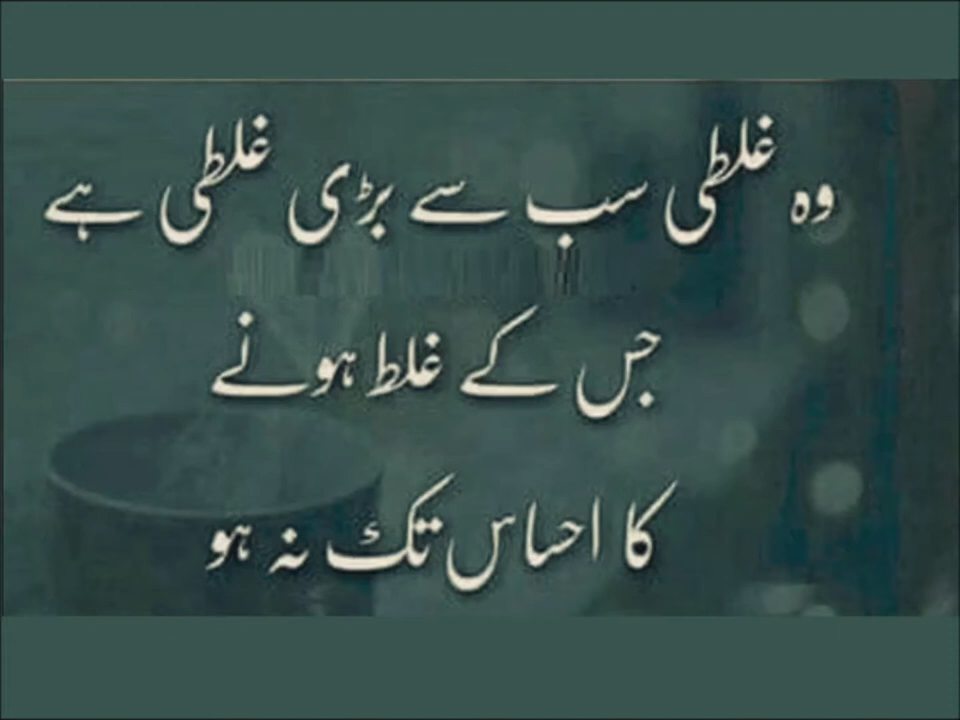 وہ غلطی سب سے بڑی غلطی ہے
جس کے غلط ہونے
کا احساس تک نہ ہو